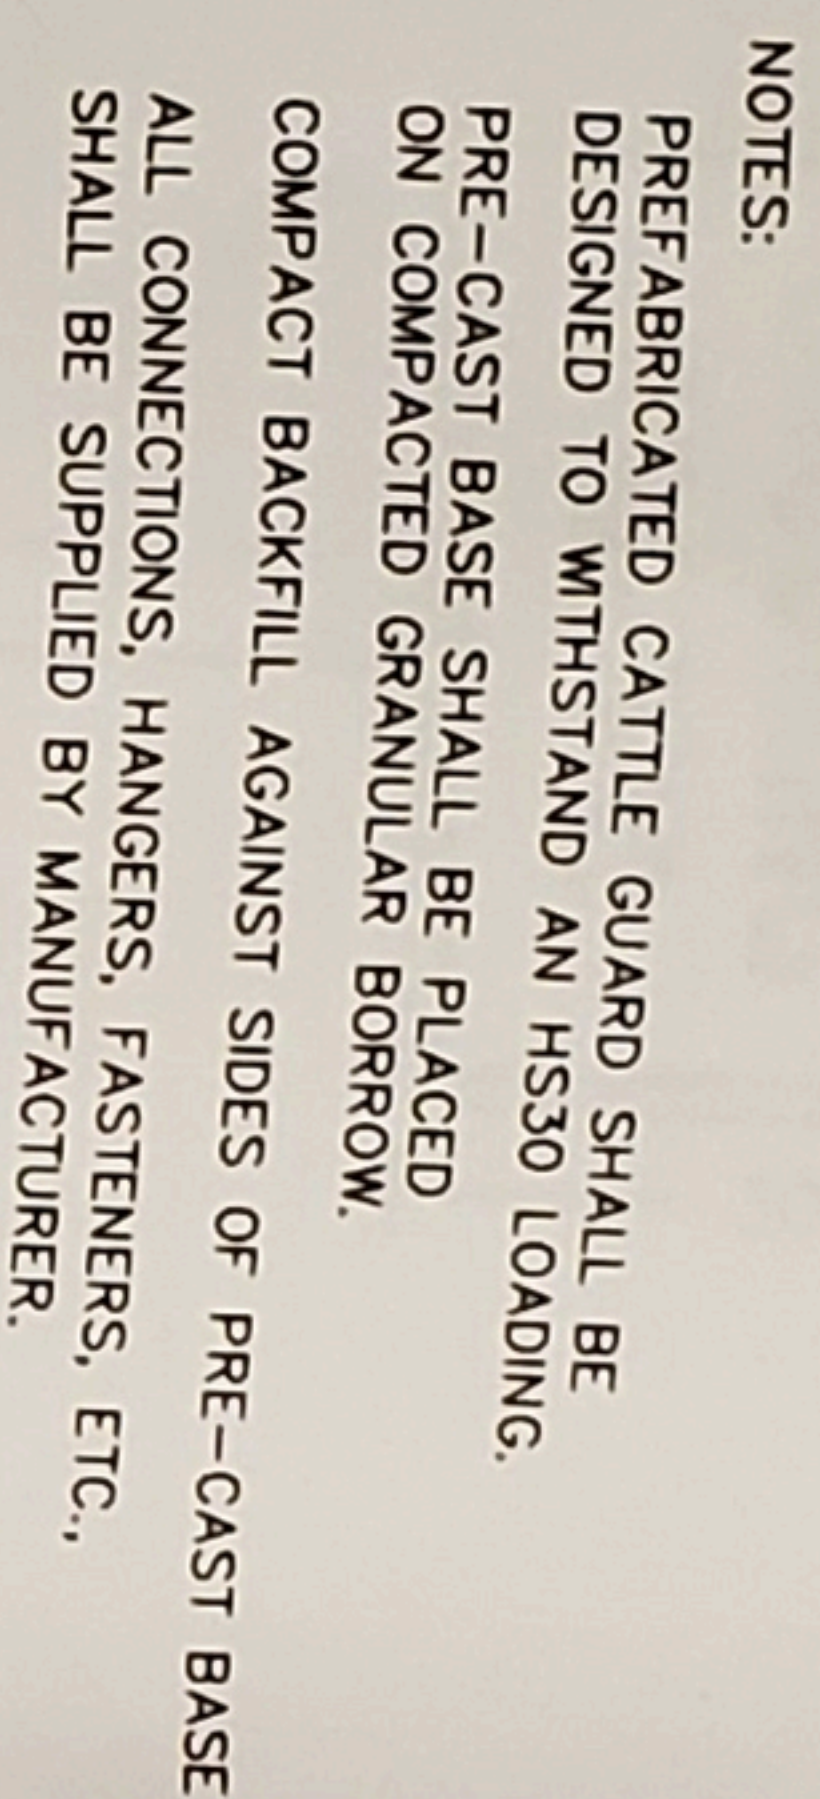 NOTES:
PREFABRICATED CATTLE GUARD SHALL BE
DESIGNED TO WITHSTAND AN HS30 LOADING.
PRE-CAST BASE SHALL BE PLACED
ON COMPACTED GRANULAR BORROW.
COMPACT BACKFILL AGAINST SIDES OF PRE-CAST BASE
ALL CONNECTIONS, HANGERS, FASTENERS, ETC.,
SHALL BE SUPPLIED BY MANUFACTURER.